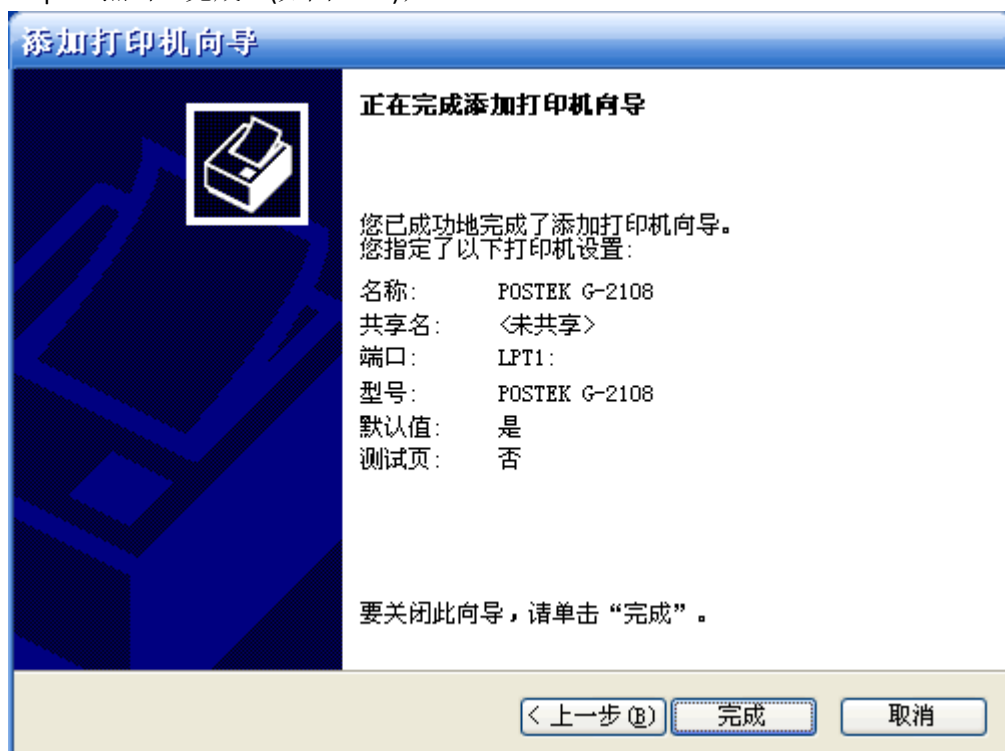 添加打印机向导
正在完成添加打印机向导
您已成功地完成了添加打印机向导。
您指定了以下打印机设置:
名称: POSTEK G-2108
共享名: <未共享>
端口: LPT1:
型号: POSTEK G-2108
默认值: 是
测试页: 否
要关闭此向导，请单击“完成”。
< 上一步(B) 完成 取消